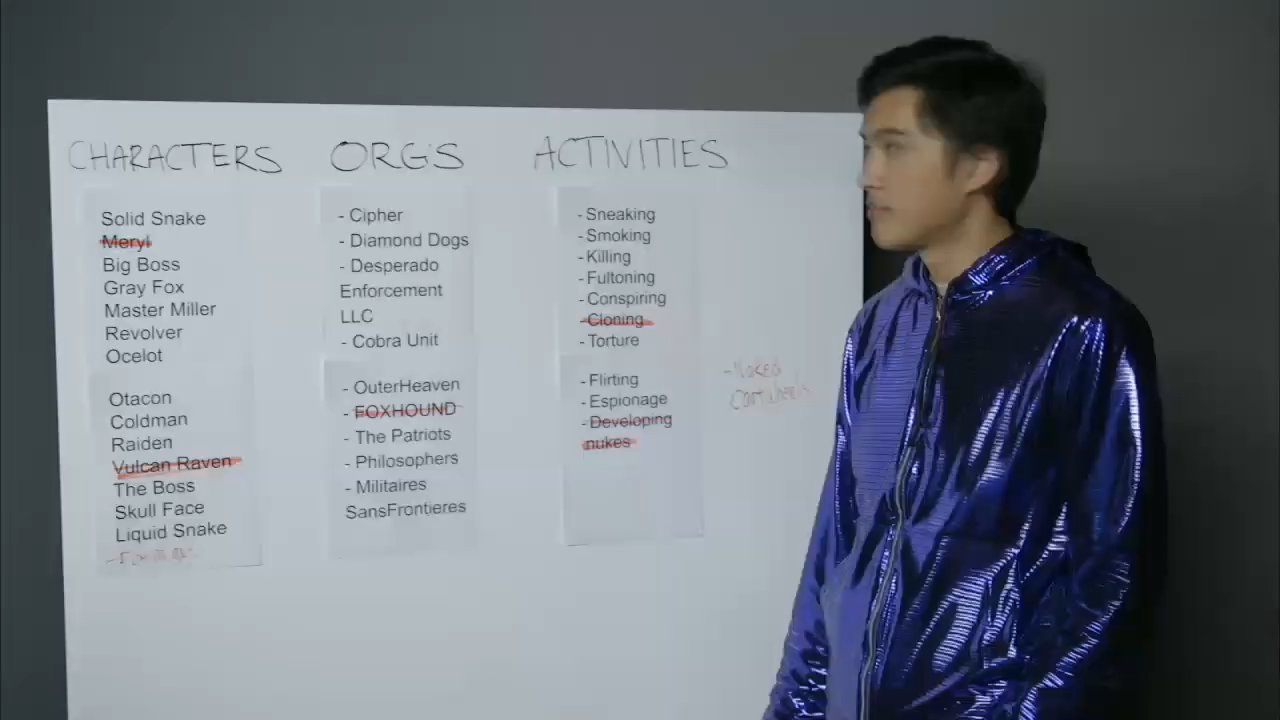 CHARACTERS
Solid Snake
Meryl
Big Boss
Gray Fox
Master Miller
Revolver
Ocelot
Otacon
Coldman
Raiden
Vulcan Raven
The Boss
Skull Face
Liquid Snake
ORG'S
- Cipher
- Diamond Dogs
- Desperado
Enforcement
LLC
- Cobra Unit
- OuterHeaven
- FOXHOUND
- The Patriots
- Philosophers
- Militaires
SansFrontieres
ACTIVITIES
- Sneaking
- Smoking
- Killing
- Fultoning
- Conspiring
- Cloning
- Torture
- Flirting
- Espionage
- Developing
nukes
- Naked
Cartwheels